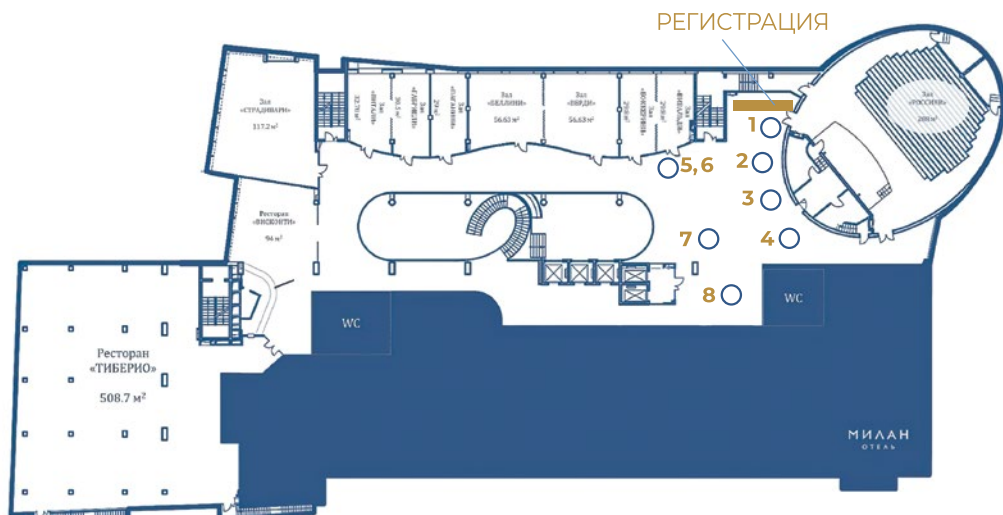 РЕГИСТРАЦИЯ
Зал
«СТРАДИВАРИ»
117.2 м²
Зал
«БЕЛЛИНИ»
56.63 м²
Зал
«ВЕРДИ»
56.63 м²
Зал
«РОССИНИ»
1
2
3
4
5, 6
7
8
Ресторан
«ВИСКОНТИ»
96 м²
WC
WC
Ресторан
«ТИБЕРИО»
508.7 м²
МИЛАН
ОТЕЛЬ